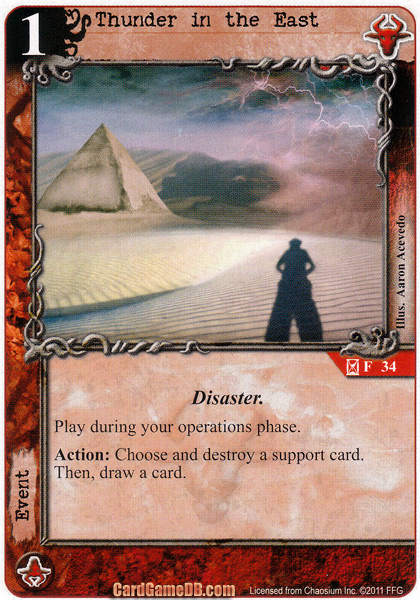 1
Thunder in the East
Illus. Aaron Acevedo
F 34
Disaster.
Play during your operations phase.
Action: Choose and destroy a support card.
Then, draw a card.
Event
CardGameDB.com
Licensed from Chaosium Inc. ©2011 FFG